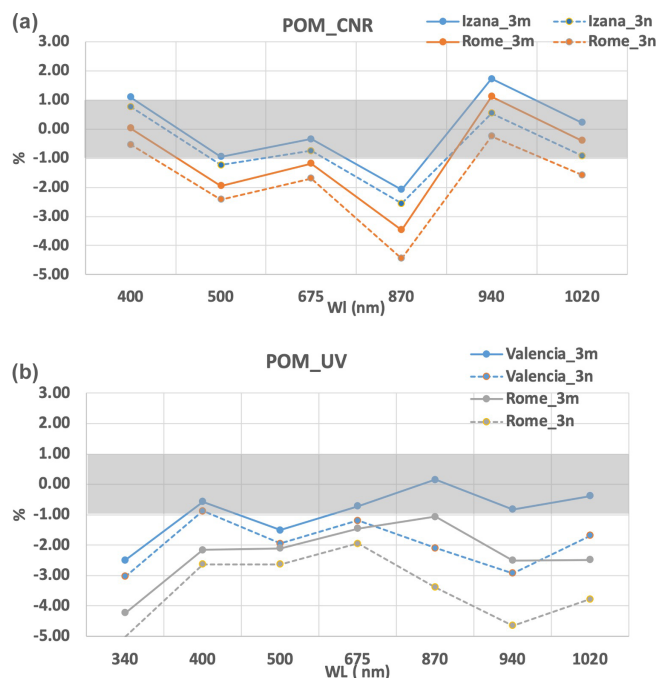 (a)
POM_CNR
Izana_3m
Izana_3n
Rome_3m
Rome_3n
3.00
2.00
1.00
0.00
-1.00
-2.00
-3.00
-4.00
-5.00
%
400 500 675 870 940 1020
Wl (nm)
(b)
POM_UV
Valencia_3m
Valencia_3n
Rome_3m
Rome_3n
3.00
2.00
1.00
0.00
-1.00
-2.00
-3.00
-4.00
-5.00
%
340 400 500 675 870 940 1020
WL (nm)